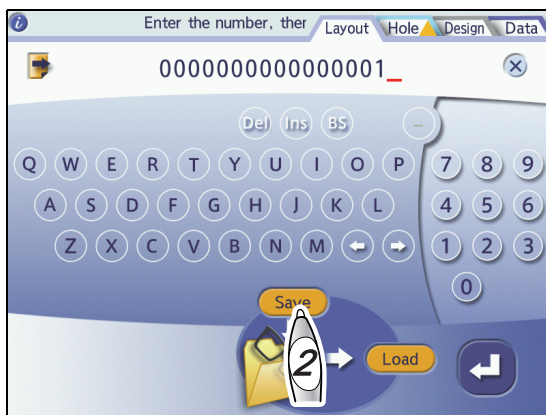 Enter the number, ther
Layout Hole Design Data
0000000000000001_
Del Ins BS –
Q W E R T Y U I O P 7 8 9
A S D F G H J K L 4 5 6
Z X C V B N M ← → 1 2 3
0
Save
2
Load